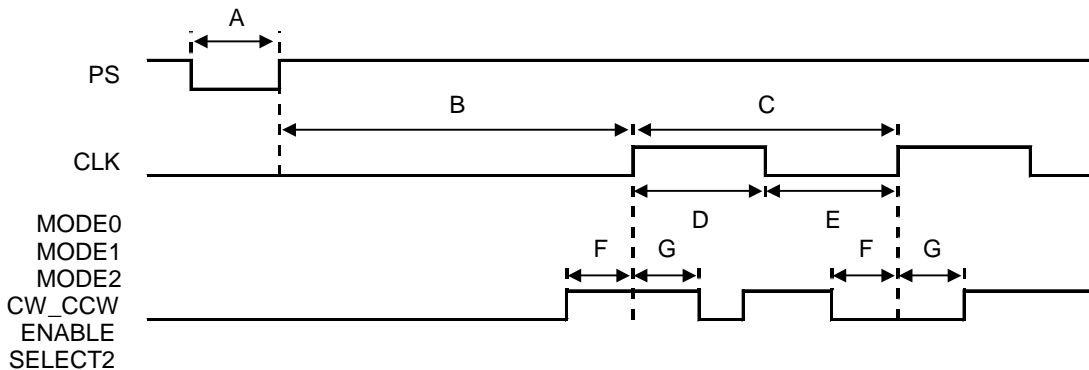 A
PS
B
C
CLK
D
E
MODE0
MODE1
MODE2
CW_CCW
ENABLE
SELECT2
F
G
F
G